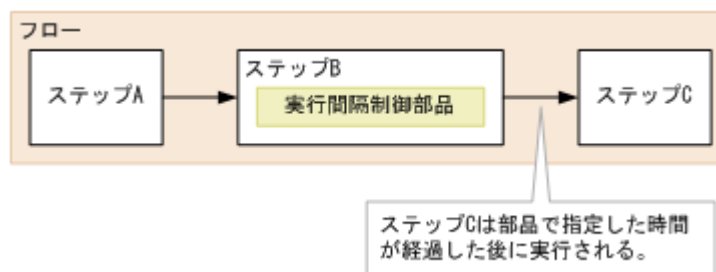 フロー
ステップA
ステップB
実行間隔制御部品
ステップC
ステップCは部品で指定した時間
が経過した後に実行される。